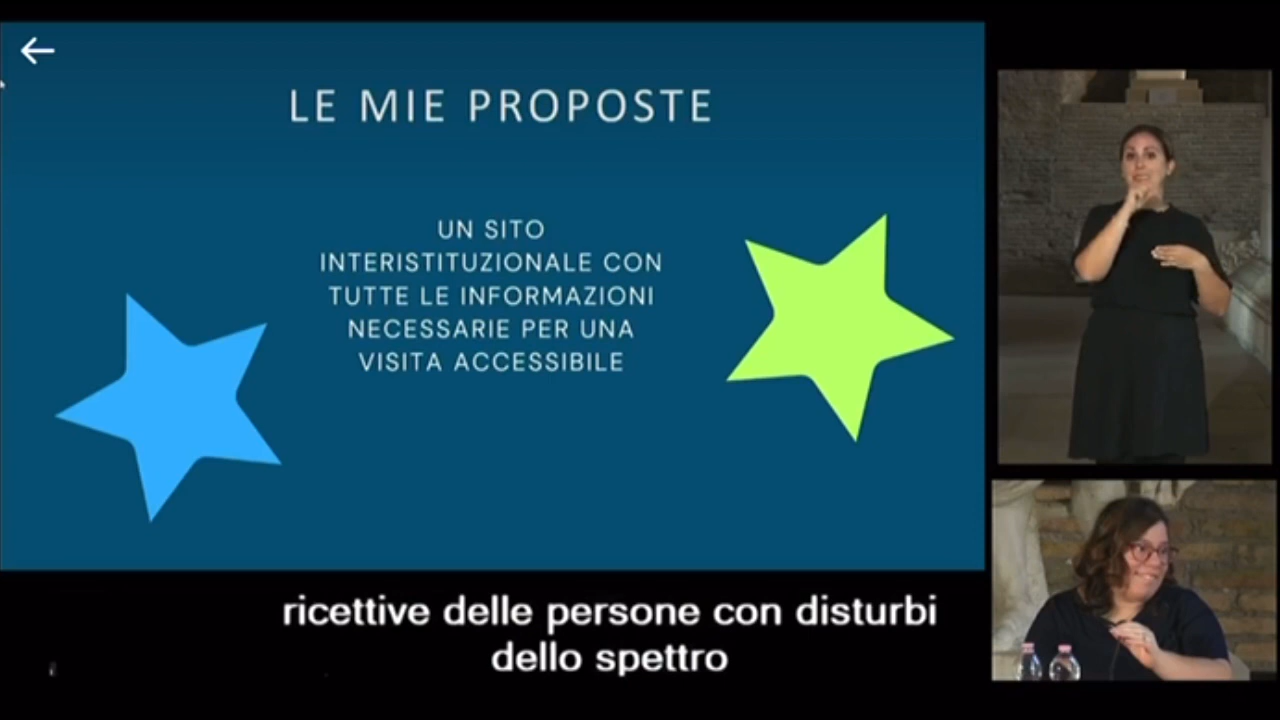 LE MIE PROPOSTE
UN SITO
INTERISTITUZIONALE CON
TUTTE LE INFORMAZIONI
NECESSARIE PER UNA
VISITA ACCESSIBILE
ricettive delle persone con disturbi
dello spettro